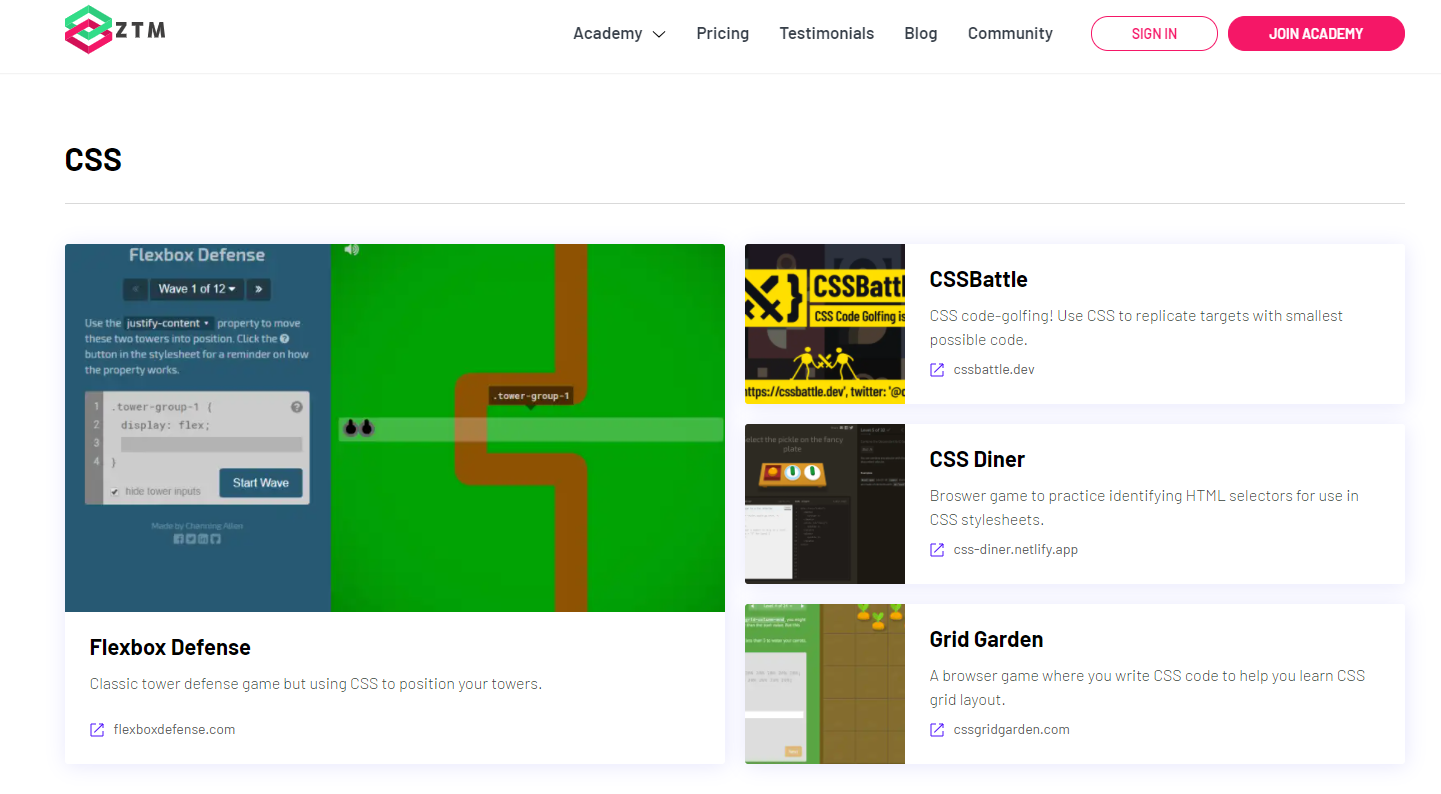 ZTM
Academy
Pricing
Testimonials
Blog
Community
SIGN IN
JOIN ACADEMY
CSS
Flexbox Defense
«
Wave 1 of 12
»
Use the justify-content property to move
these two towers into position. Click the ?
button in the stylesheet for a reminder on how
the property works.
1 .tower-group-1 {
2 display: flex;
3
4 }
?
hide tower inputs
Start Wave
Made by Channing Allen
.tower-group-1
Flexbox Defense
Classic tower defense game but using CSS to position your towers.
flexboxdefense.com
CSSBattl
CSS Code Golfing is
https://cssbattle.dev', twitter: '@c
CSSBattle
CSS code-golfing! Use CSS to replicate targets with smallest
possible code.
cssbattle.dev
elect the pickle on the fancy
plate
CSS Diner
Broswer game to practice identifying HTML selectors for use in
CSS stylesheets.
css-diner.netlify.app
Grid Garden
A browser game where you write CSS code to help you learn CSS
grid layout.
cssgridgarden.com